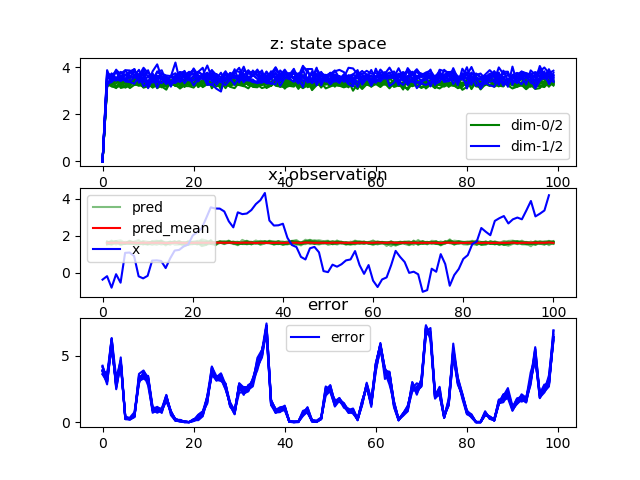 z: state space
4
2
0
dim-0/2
dim-1/2
0 20 40 60 80 100
x: observation
4
2
0
pred
pred_mean
x
0 20 40 60 80 100
error
5
0
error
0 20 40 60 80 100